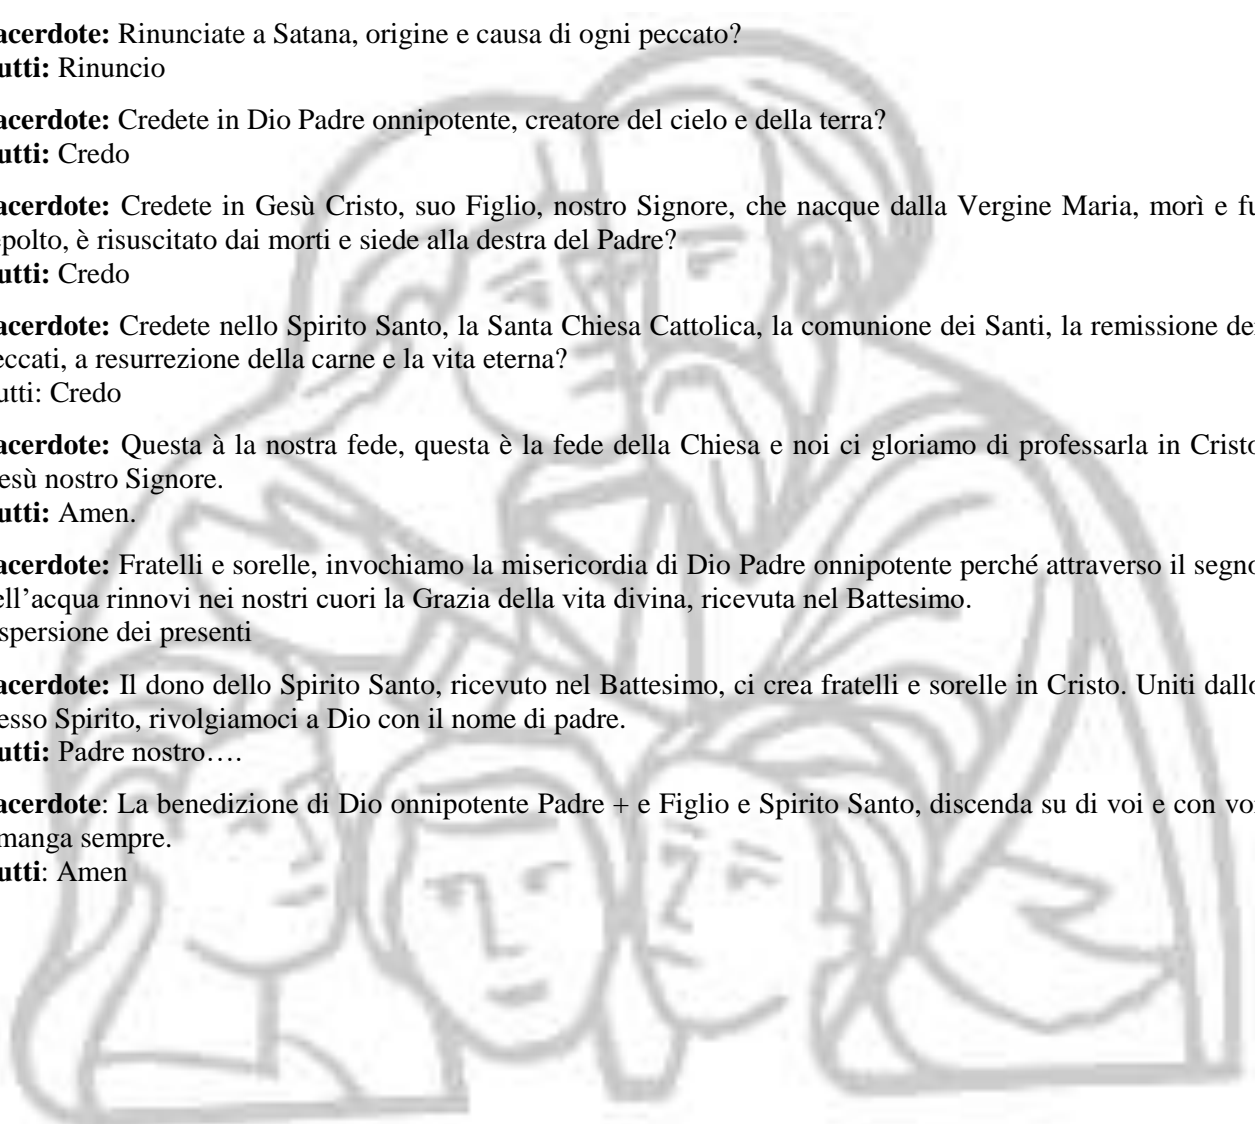 acerdote: Rinunciate a Satana, origine e causa di ogni peccato?
utti: Rinuncio
acerdote: Credete in Dio Padre onnipotente, creatore del cielo e della terra?
utti: Credo
acerdote: Credete in Gesù Cristo, suo Figlio, nostro Signore, che nacque dalla Vergine Maria, morì e fu
epolto, è risuscitato dai morti e siede alla destra del Padre?
utti: Credo
acerdote: Credete nello Spirito Santo, la Santa Chiesa Cattolica, la comunione dei Santi, la remissione dei
eccati, a resurrezione della carne e la vita eterna?
utti: Credo
acerdote: Questa à la nostra fede, questa è la fede della Chiesa e noi ci gloriamo di professarla in Cristo
esù nostro Signore.
utti: Amen.
acerdote: Fratelli e sorelle, invochiamo la misericordia di Dio Padre onnipotente perché attraverso il segno
ell’acqua rinnovi nei nostri cuori la Grazia della vita divina, ricevuta nel Battesimo.
spersione dei presenti
acerdote: Il dono dello Spirito Santo, ricevuto nel Battesimo, ci crea fratelli e sorelle in Cristo. Uniti dallo
esso Spirito, rivolgiamoci a Dio con il nome di padre.
utti: Padre nostro….
acerdote: La benedizione di Dio onnipotente Padre + e Figlio e Spirito Santo, discenda su di voi e con voi
manga sempre.
utti: Amen